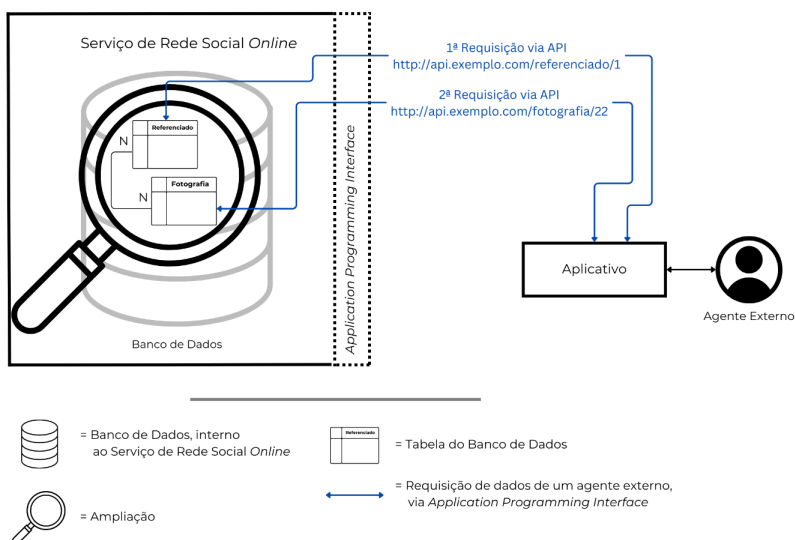 Serviço de Rede Social Online
1ª Requisição via API
http://api.exemplo.com/referenciado/1
2ª Requisição via API
http://api.exemplo.com/fotografia/22
Referenciado
N
Fotografia
N
Application Programming Interface
Aplicativo
Agente Externo
Banco de Dados
= Banco de Dados, interno
ao Serviço de Rede Social Online
Referenciado
= Tabela do Banco de Dados
= Ampliação
= Requisição de dados de um agente externo,
via Application Programming Interface